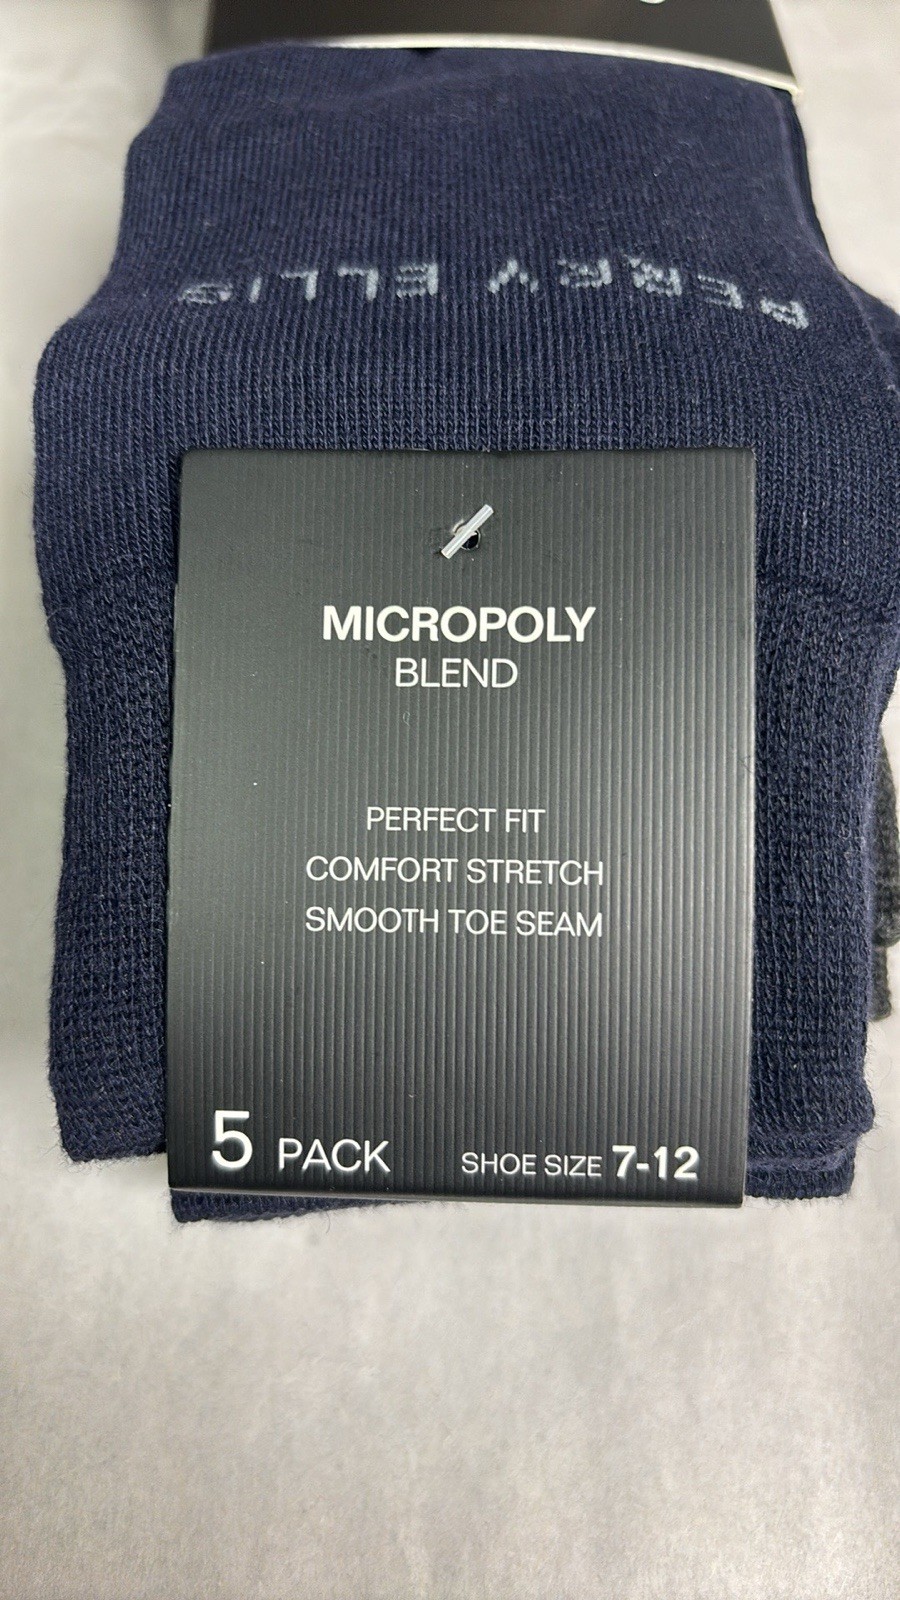 PERRY ELLIS
MICROPOLY
BLEND
PERFECT FIT
COMFORT STRETCH
SMOOTH TOE SEAM
5 PACK SHOE SIZE 7-12